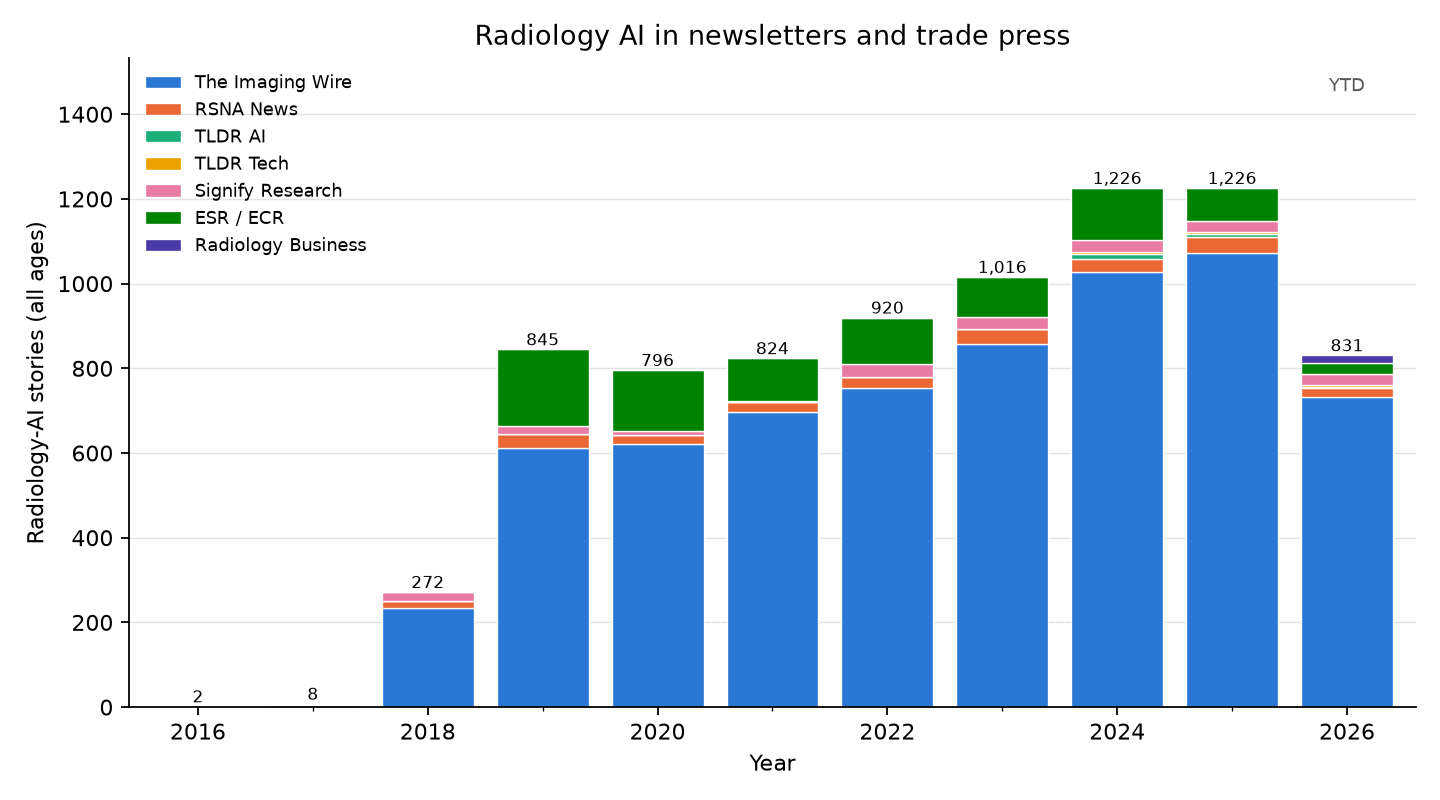 Radiology AI in newsletters and trade press
The Imaging Wire
RSNA News
TLDR AI
TLDR Tech
Signify Research
ESR / ECR
Radiology Business
YTD
Radiology-AI stories (all ages)
1400
1200
1000
800
600
400
200
0
2
8
272
845
796
824
920
1,016
1,226
1,226
831
2016
2018
2020
2022
2024
2026
Year